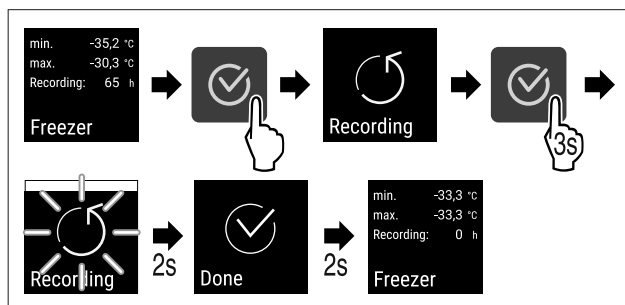 min. -35,2 °C
max. -30,3 °C
Recording: 65 h
Freezer
Recording
3s
Recording
2s
Done
2s
min. -33,3 °C
max. -33,3 °C
Recording: 0 h
Freezer